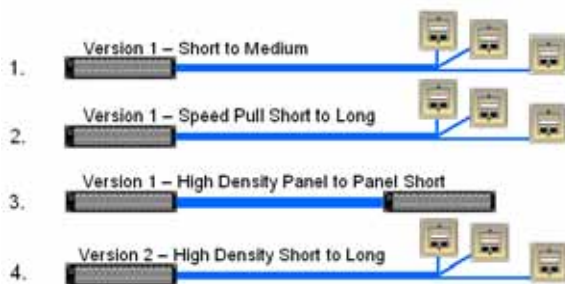 Version 1 – Short to Medium
1.
Version 1 – Speed Pull Short to Long
2.
Version 1 – High Density Panel to Panel Short
3.
Version 2 – High Density Short to Long
4.